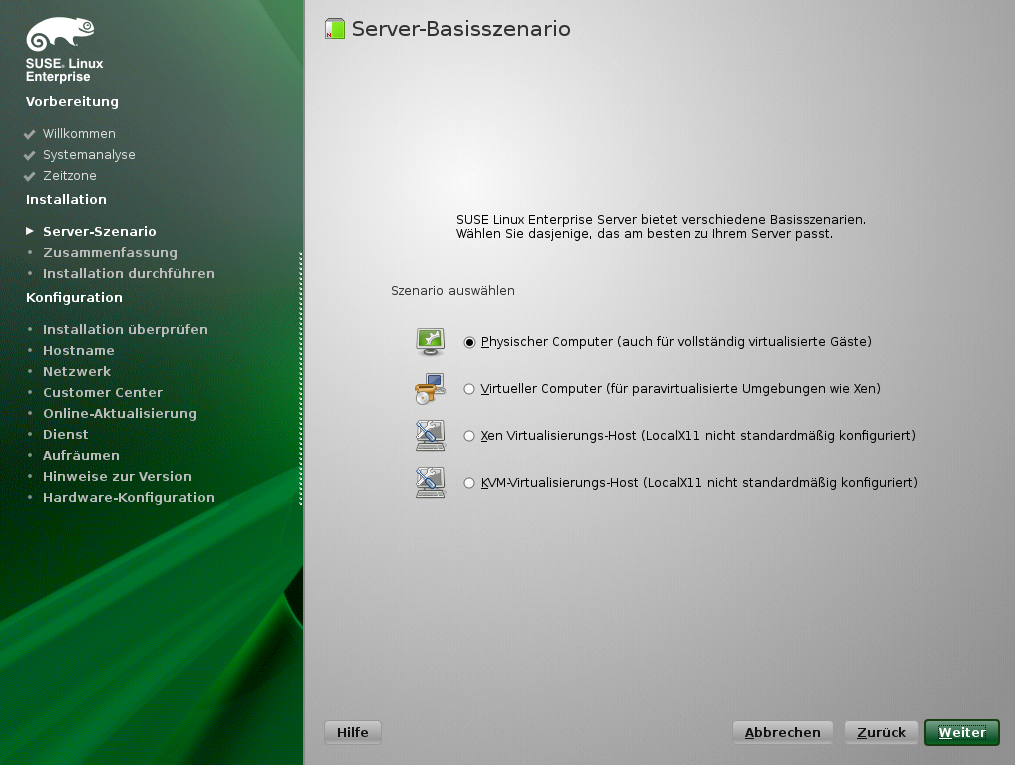 SUSE. Linux
Enterprise
Vorbereitung
Willkommen
Systemanalyse
Zeitzone
Installation
Server-Szenario
Zusammenfassung
Installation durchführen
Konfiguration
Installation überprüfen
Hostname
Netzwerk
Customer Center
Online-Aktualisierung
Dienst
Aufräumen
Hinweise zur Version
Hardware-Konfiguration
Server-Basisszenario
SUSE Linux Enterprise Server bietet verschiedene Basisszenarien.
Wählen Sie dasjenige, das am besten zu Ihrem Server passt.
Szenario auswählen
Physischer Computer (auch für vollständig virtualisierte Gäste)
Virtueller Computer (für paravirtualisierte Umgebungen wie Xen)
Xen Virtualisierungs-Host (LocalX11 nicht standardmäßig konfiguriert)
KVM-Virtualisierungs-Host (LocalX11 nicht standardmäßig konfiguriert)
Hilfe
Abbrechen
Zurück
Weiter